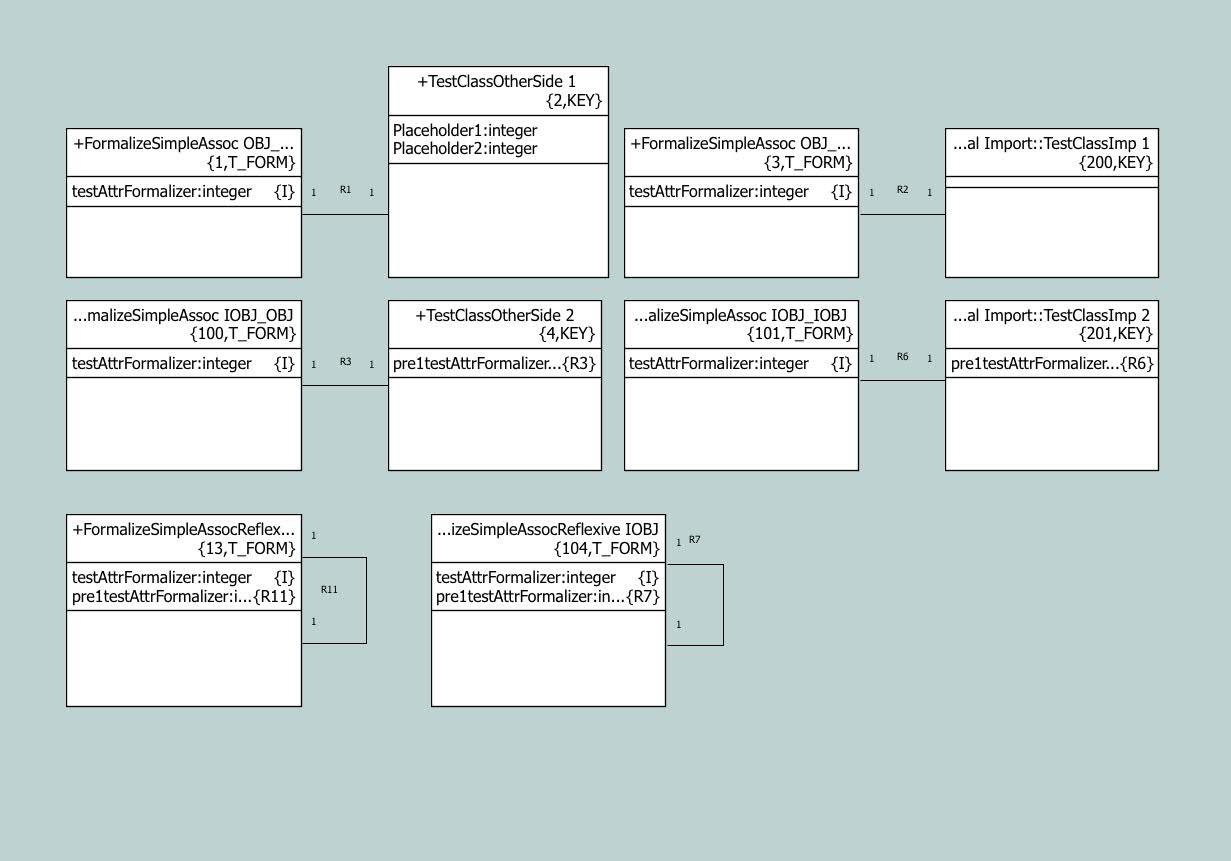 +TestClassOtherSide 1
{2,KEY}
Placeholder1:integer
Placeholder2:integer
+FormalizeSimpleAssoc OBJ_...
{1,T_FORM}
testAttrFormalizer:integer {I}
1 R1 1
+FormalizeSimpleAssoc OBJ_...
{3,T_FORM}
testAttrFormalizer:integer {I}
1 R2 1
...al Import::TestClassImp 1
{200,KEY}
...malizeSimpleAssoc IOBJ_OBJ
{100,T_FORM}
testAttrFormalizer:integer {I}
1 R3 1
+TestClassOtherSide 2
{4,KEY}
pre1testAttrFormalizer...{R3}
...alizeSimpleAssoc IOBJ_IOBJ
{101,T_FORM}
testAttrFormalizer:integer {I}
1 R6 1
...al Import::TestClassImp 2
{201,KEY}
pre1testAttrFormalizer...{R6}
+FormalizeSimpleAssocReflex...
{13,T_FORM}
testAttrFormalizer:integer {I}
pre1testAttrFormalizer:i...{R11}
1
R11
1
...izeSimpleAssocReflexive IOBJ
{104,T_FORM}
testAttrFormalizer:integer {I}
pre1testAttrFormalizer:in...{R7}
1 R7
1